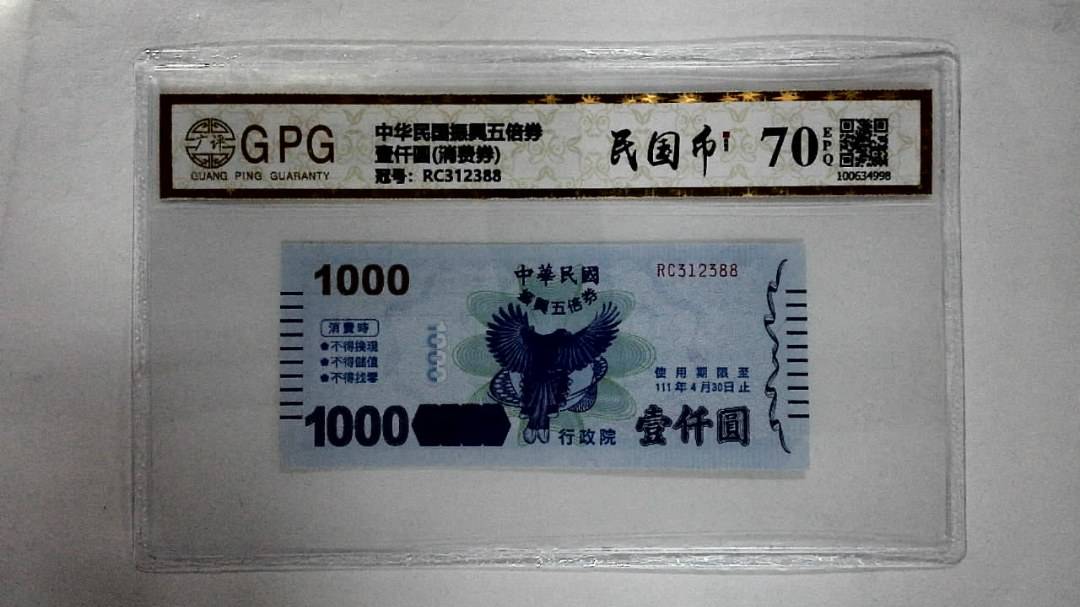 GPG
GUANG PING GUARANTY
中华民国振興五倍券
壹仟圓(消费券)
冠号：RC312388
民国币
70
EPQ
100634998
1000
中華民國
振興五倍券
RC312388
消費時
不得換現
不得儲值
不得找零
1000
使用期限至
111年4月30日止
1000
行政院
壹仟圓